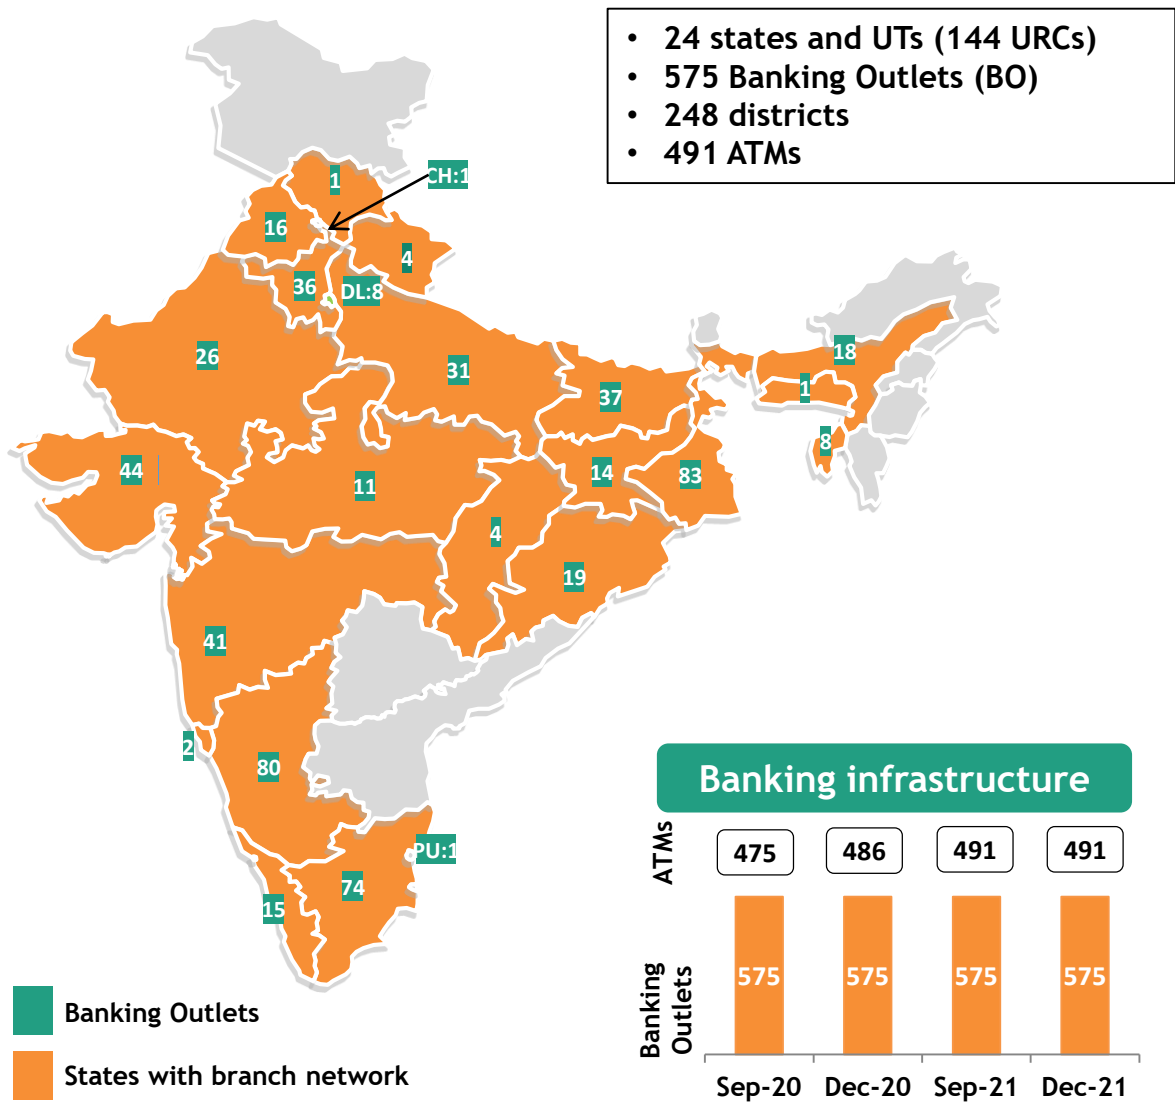 • 24 states and UTs (144 URCs)
• 575 Banking Outlets (BO)
• 248 districts
• 491 ATMs
CH:1
1
16
4
36
DL:8
26
31
18
37
1
8
44
11
14
83
4
19
41
2
80
PU:1
74
15
Banking Outlets
States with branch network
Banking infrastructure
ATMs
475 486 491 491
Banking
Outlets
575 575 575 575
Sep-20 Dec-20 Sep-21 Dec-21